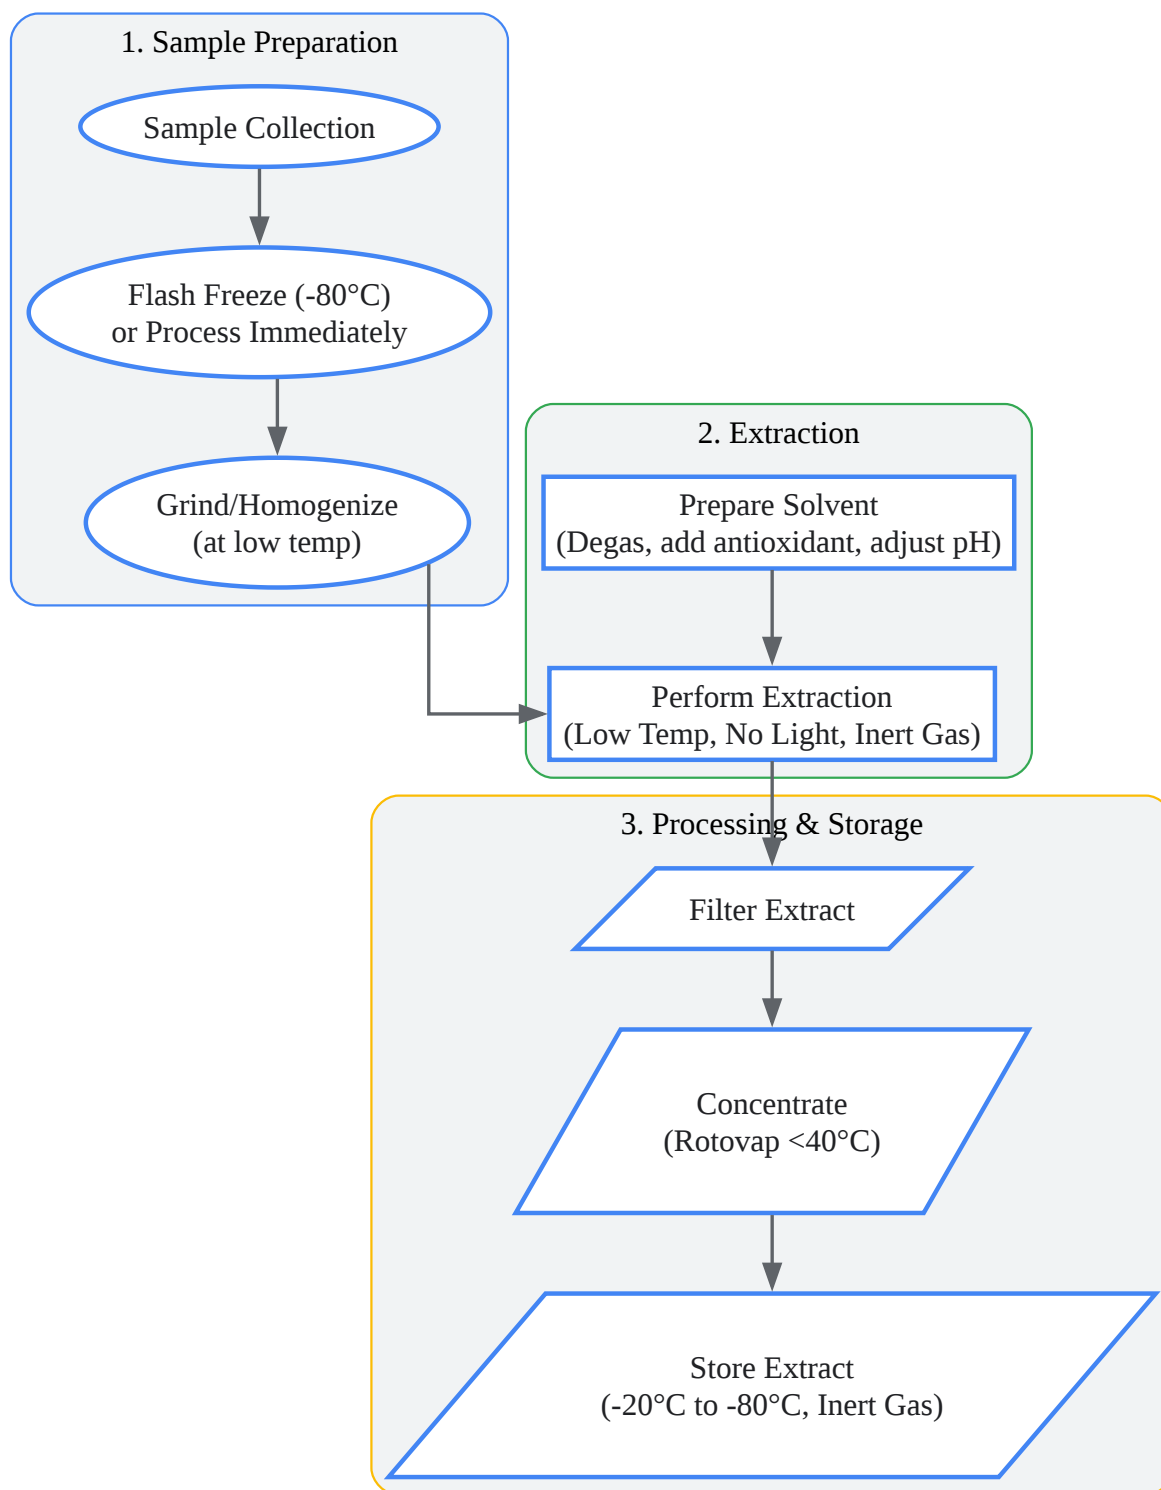 1. Sample Preparation
Sample Collection
Flash Freeze (-80°C)
or Process Immediately
Grind/Homogenize
(at low temp)
2. Extraction
Prepare Solvent
(Degas, add antioxidant, adjust pH)
Perform Extraction
(Low Temp, No Light, Inert Gas)
3. Processing & Storage
Filter Extract
Concentrate
(Rotovap <40°C)
Store Extract
(-20°C to -80°C, Inert Gas)